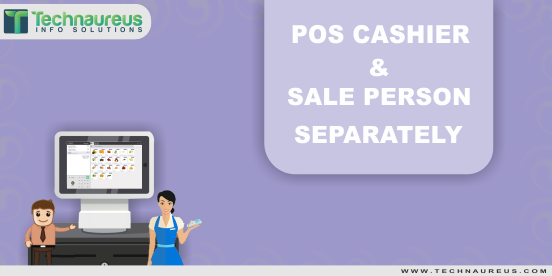 Technaureus
INFO SOLUTIONS
POS CASHIER
&
SALE PERSON
SEPARATELY
WWW.TECHNAUREUS.COM